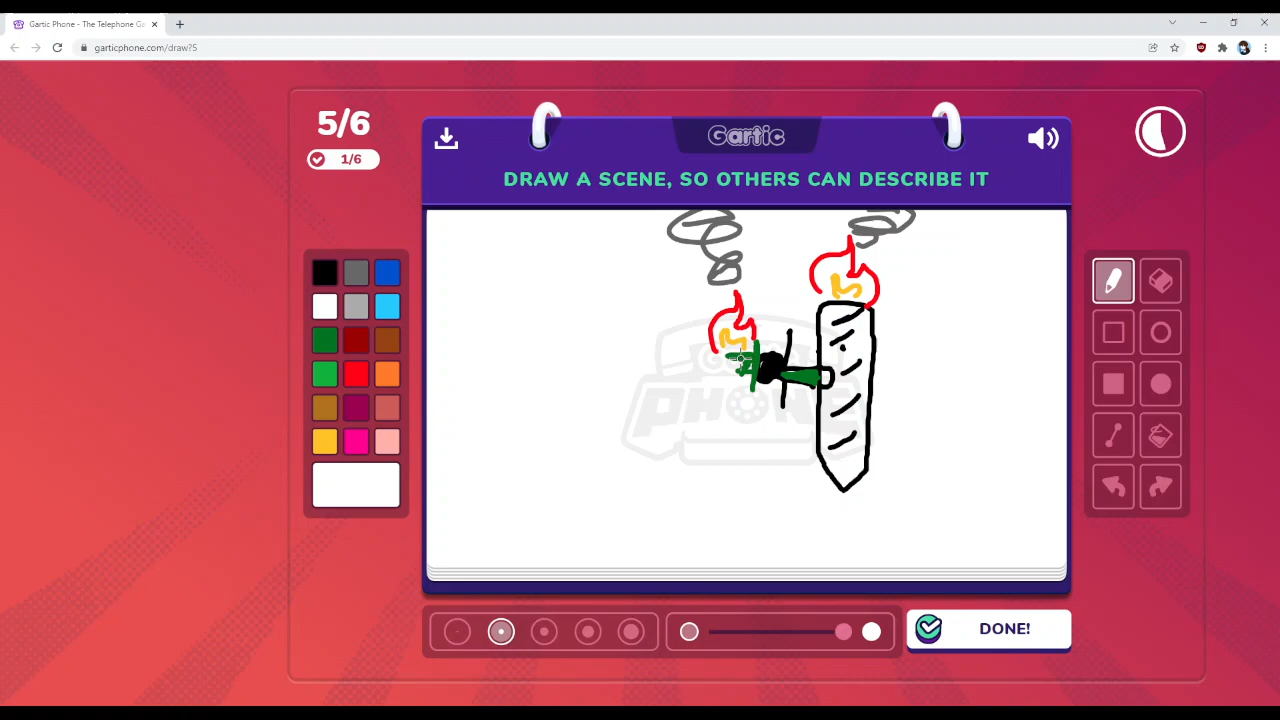 Gartic Phone - The Telephone Ga
garticphone.com/draw?5
5/6
1/6
Gartic
DRAW A SCENE, SO OTHERS CAN DESCRIBE IT
PHONE
DONE!